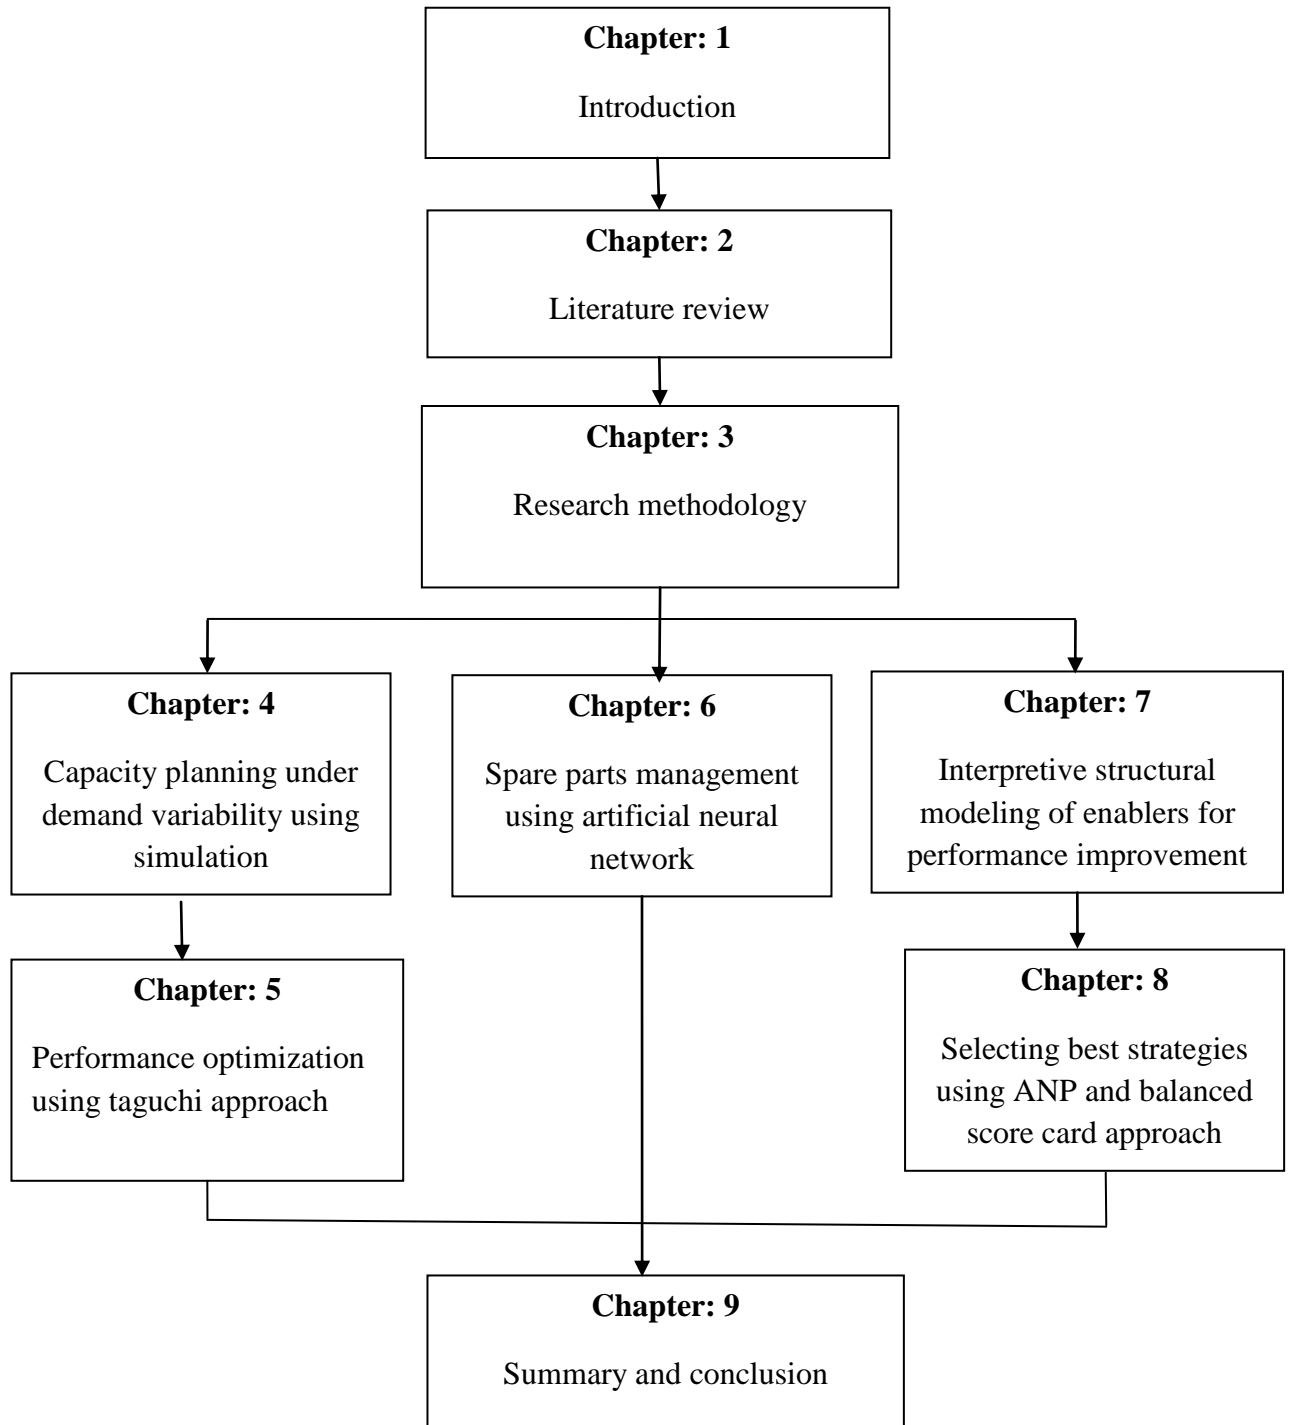 Chapter: 1
Introduction
Chapter: 2
Literature review
Chapter: 3
Research methodology
Chapter: 4
Capacity planning under
demand variability using
simulation
Chapter: 6
Spare parts management
using artificial neural
network
Chapter: 7
Interpretive structural
modeling of enablers for
performance improvement
Chapter: 5
Performance optimization
using taguchi approach
Chapter: 8
Selecting best strategies
using ANP and balanced
score card approach
Chapter: 9
Summary and conclusion